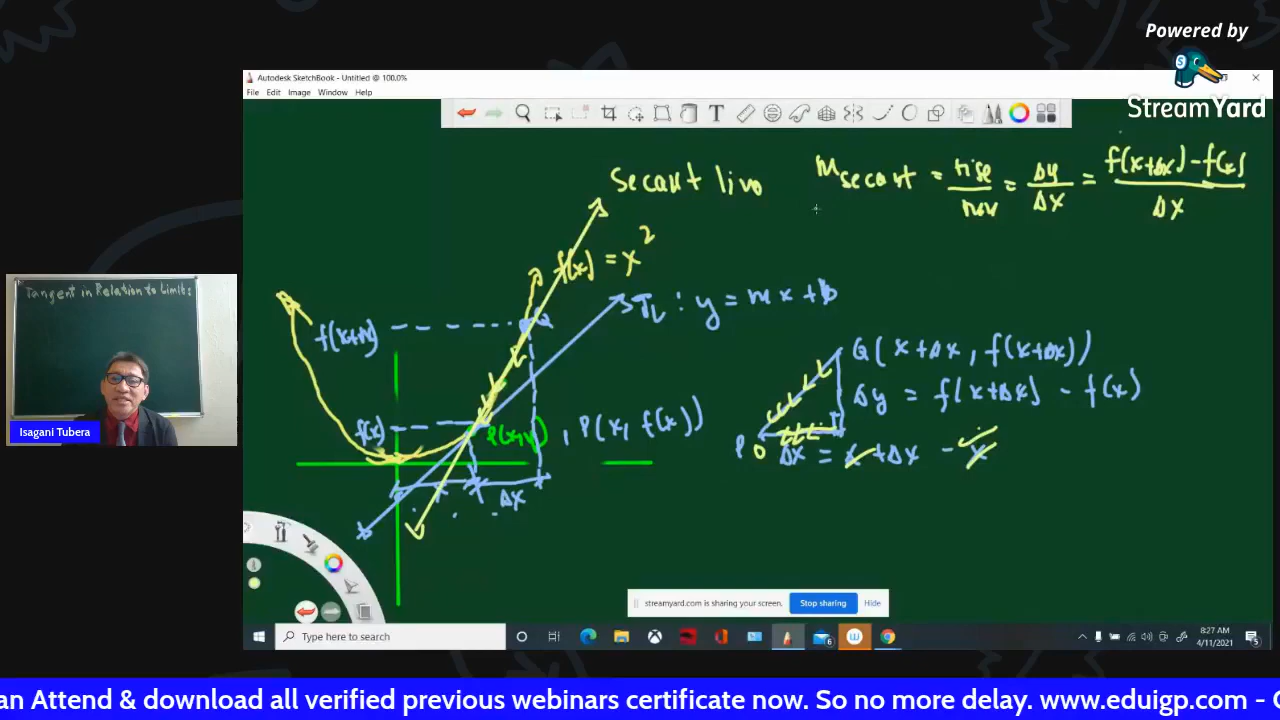 Powered by
StreamYard
Autodesk SketchBook - Untitled @ 100.0%
File Edit Image Window Help
T
Secant line
m secant = rise/run = Δy/Δx = f(x+Δx) - f(x)/Δx
f(x) = x²
TL : y = mx + b
f(x+Δx)
Q
Q(x+Δx, f(x+Δx))
Δy = f(x+Δx) - f(x)
f(x)
P(x,y), P(x, f(x))
P
Δx = x + Δx - x
x
Δx
Tangent in Relation to Limits
Isagani Tubera
streamyard.com is sharing your screen.
Stop sharing
Hide
Type here to search
8:27 AM
4/11/2021
an Attend & download all verified previous webinars certificate now. So no more delay. www.eduigp.com -